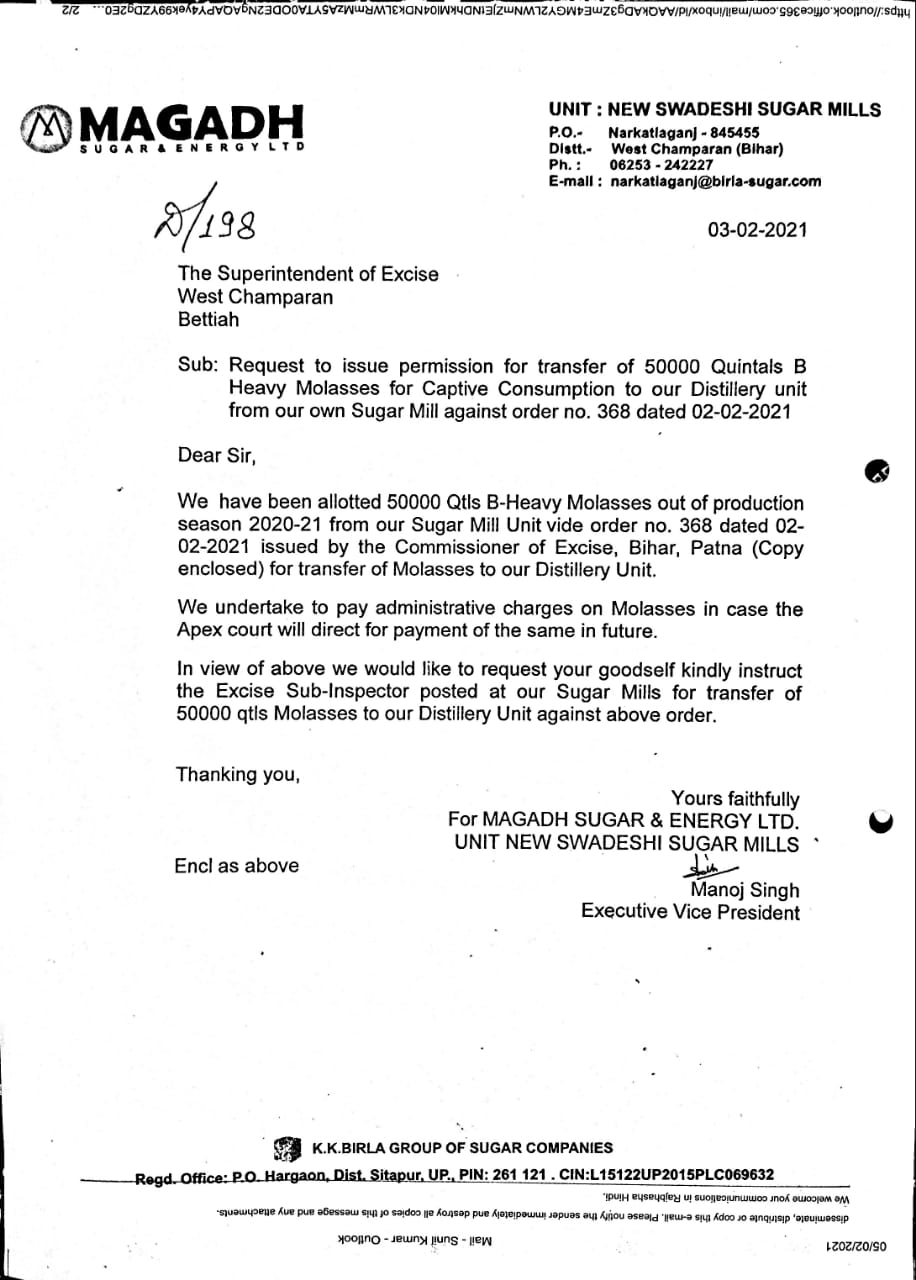 2/2
MAGADH
SUGAR & ENERGY LTD
UNIT : NEW SWADESHI SUGAR MILLS
P.O.- Narkatiaganj - 845455
Distt.- West Champaran (Bihar)
Ph. : 06253 - 242227
E-mail : narkatiaganj@birla-sugar.com
D/198
03-02-2021
The Superintendent of Excise
West Champaran
Bettiah
Sub: Request to issue permission for transfer of 50000 Quintals B
Heavy Molasses for Captive Consumption to our Distillery unit
from our own Sugar Mill against order no. 368 dated 02-02-2021
Dear Sir,
We have been allotted 50000 Qtls B-Heavy Molasses out of production
season 2020-21 from our Sugar Mill Unit vide order no. 368 dated 02-
02-2021 issued by the Commissioner of Excise, Bihar, Patna (Copy
enclosed) for transfer of Molasses to our Distillery Unit.
We undertake to pay administrative charges on Molasses in case the
Apex court will direct for payment of the same in future.
In view of above we would like to request your goodself kindly instruct
the Excise Sub-Inspector posted at our Sugar Mills for transfer of
50000 qtls Molasses to our Distillery Unit against above order.
Thanking you,
Yours faithfully
For MAGADH SUGAR & ENERGY LTD.
UNIT NEW SWADESHI SUGAR MILLS
Encl as above
Manoj Singh
Executive Vice President
K.K.BIRLA GROUP OF SUGAR COMPANIES
Regd. Office: P.O. Hargaon, Dist. Sitapur, UP., PIN: 261 121 . CIN:L15122UP2015PLC069632
We welcome your communications in Rajbhasha Hindi.
disseminate, distribute or copy this e-mail. Please notify the sender immediately and destroy all copies of this message and any attachments.
Mail - Sunil Kumar - Outlook
05/02/2021